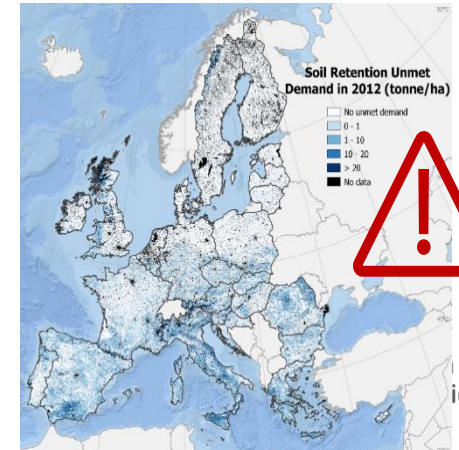 Soil Retention Unmet
Demand in 2012 (tonne/ha)
No unmet demand
0 - 1
1 - 10
10 - 20
> 20
No data